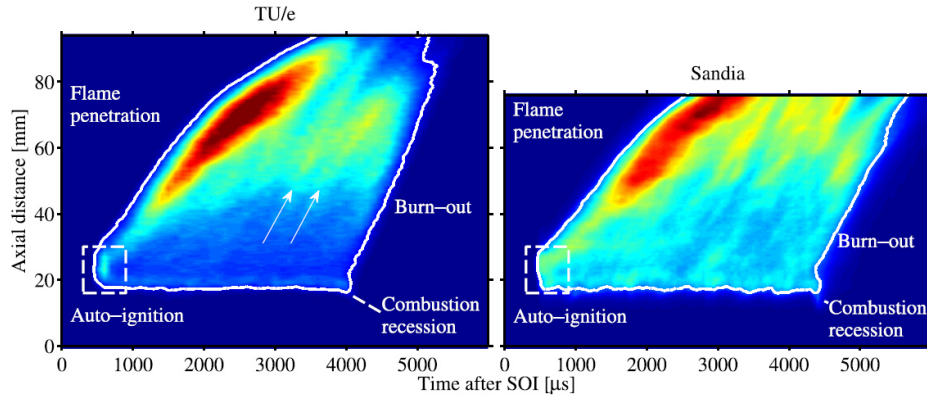 TU/e
Sandia
Axial distance [mm]
80
60
40
20
0
Flame
penetration
Burn–out
Auto–ignition
Combustion
recession
0
1000
2000
3000
4000
5000
Flame
penetration
Burn–out
Auto–ignition
Combustion
recession
0
1000
2000
3000
4000
5000
Time after SOI [μs]